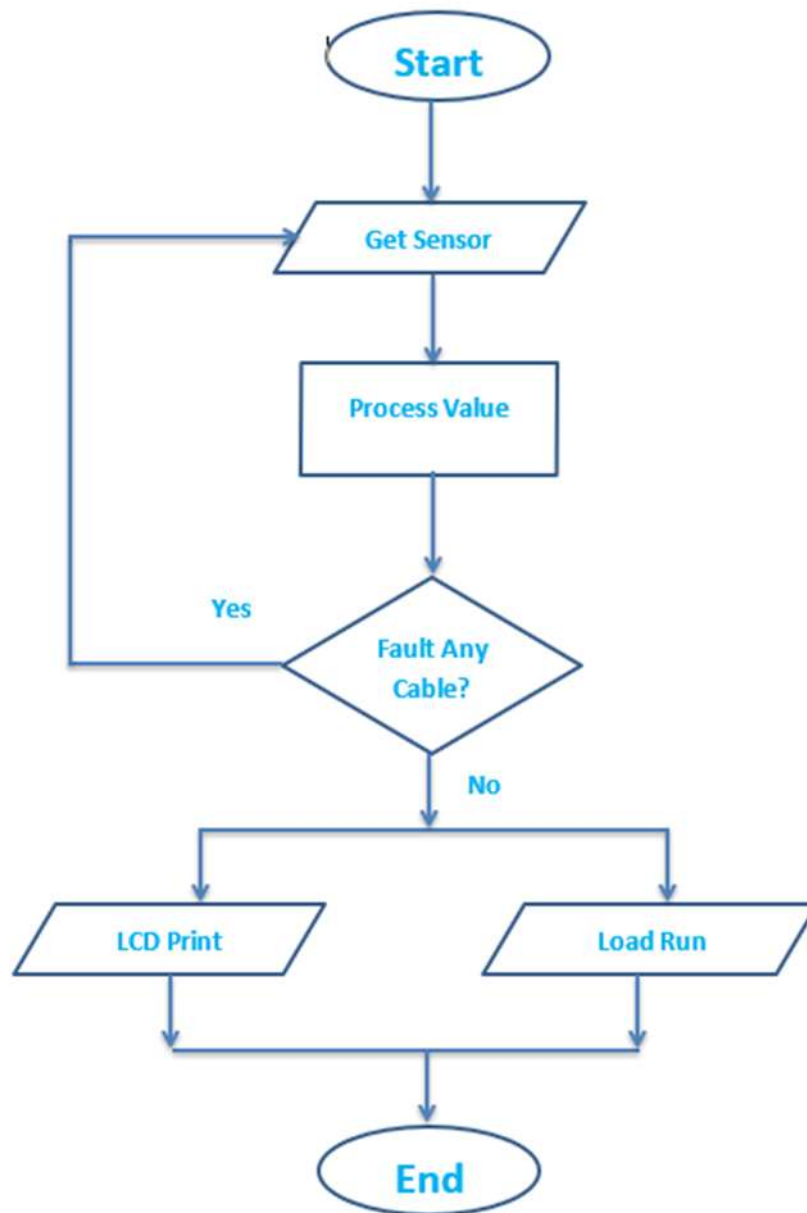 Start
Get Sensor
Process Value
Yes
Fault Any
Cable?
No
LCD Print
Load Run
End